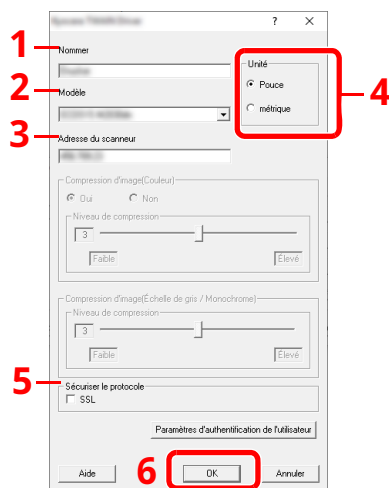 ? ×
1
Nommer
Unité
Pouce
métrique
4
2
Modèle
3
Adresse du scanneur
Compression d'image(Couleur)
Oui Non
Niveau de compression
3
Faible Élevé
Compression d'image(Échelle de gris / Monochrome)
Niveau de compression
3
Faible Élevé
5
Sécuriser le protocole
SSL
Paramètres d'authentification de l'utilisateur
6
Aide OK Annuler